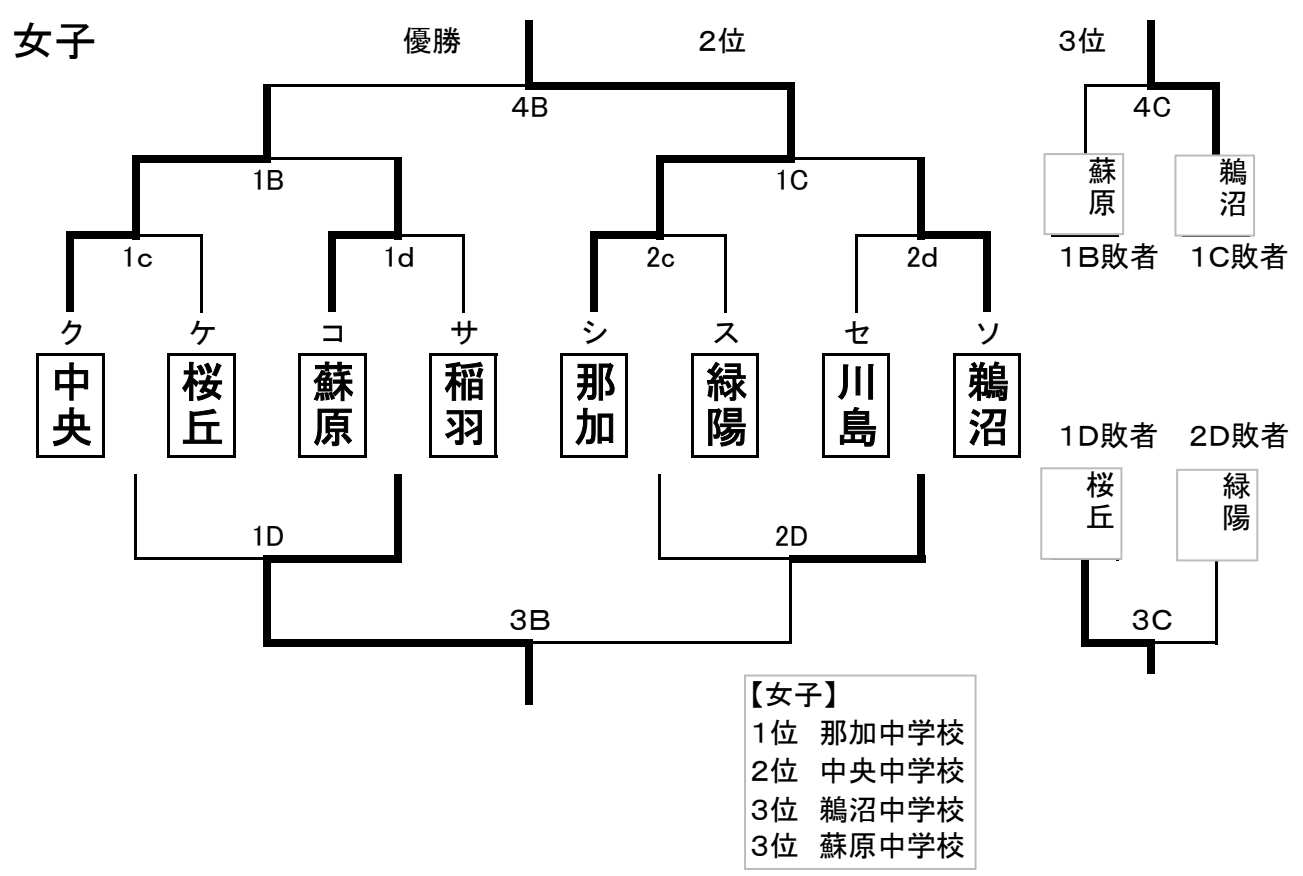 女子
優勝
２位
３位
４B
４C
１B
１C
蘇原
鵜沼
１B敗者
１C敗者
１c
１d
２c
２d
ク
ケ
コ
サ
シ
ス
セ
ソ
中央
桜丘
蘇原
稲羽
那加
緑陽
川島
鵜沼
１D敗者
２D敗者
桜丘
緑陽
１D
２D
３B
３C
【女子】
１位　那加中学校
２位　中央中学校
３位　鵜沼中学校
３位　蘇原中学校